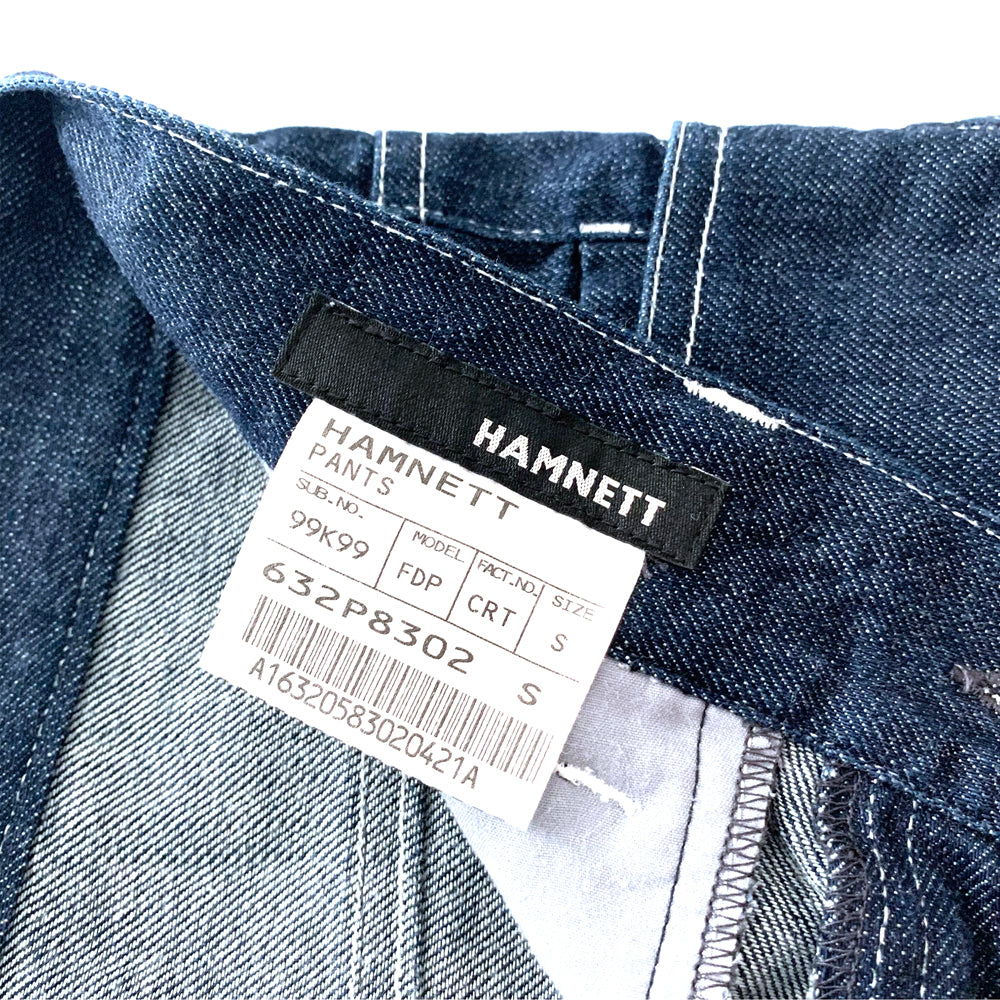 HAMNETT
HAMNETT
PANTS
SUB.NO. MODEL FACT.NO. SIZE
99K99 FDP CRT S
632P8302 S
A16320583020421A